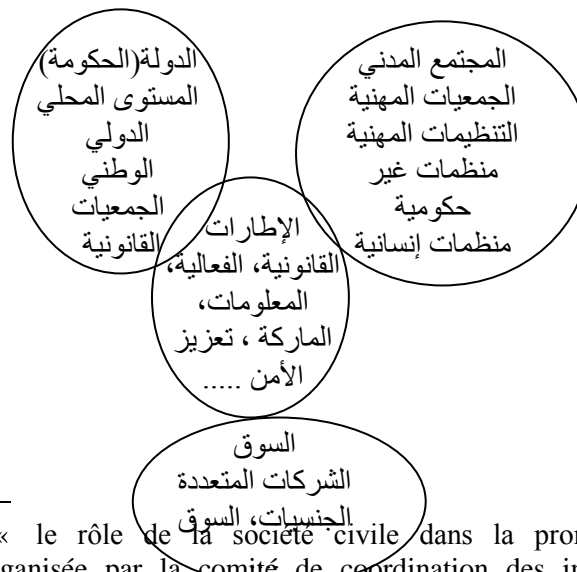 المجتمع المدني
الجمعيات المهنية
التنظيمات المهنية
منظمات غير
حكومية
منظمات إنسانية
الدولة(الحكومة)
المستوى المحلي
الدولي
الوطني
الجمعيات
القانونية
الإطارات
القانونية، الفعالية،
المعلومات،
الماركة ، تعزيز
الأمن .....
السوق
الشركات المتعددة
الجنسيات، السوق
« le rôle de la société civile dans la pro
ganisée par la comité de coordination des in